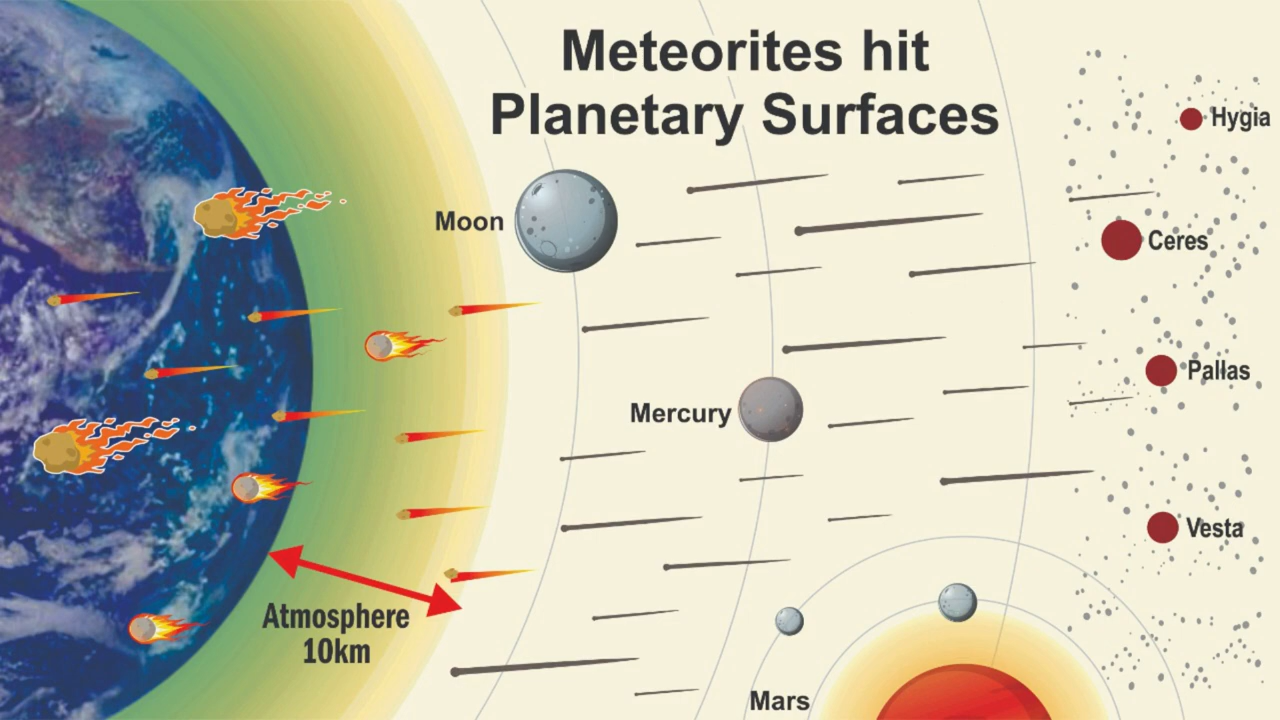 Meteorites hit
Planetary Surfaces
Hygia
Moon
Ceres
Pallas
Mercury
Vesta
Atmosphere
10km
Mars